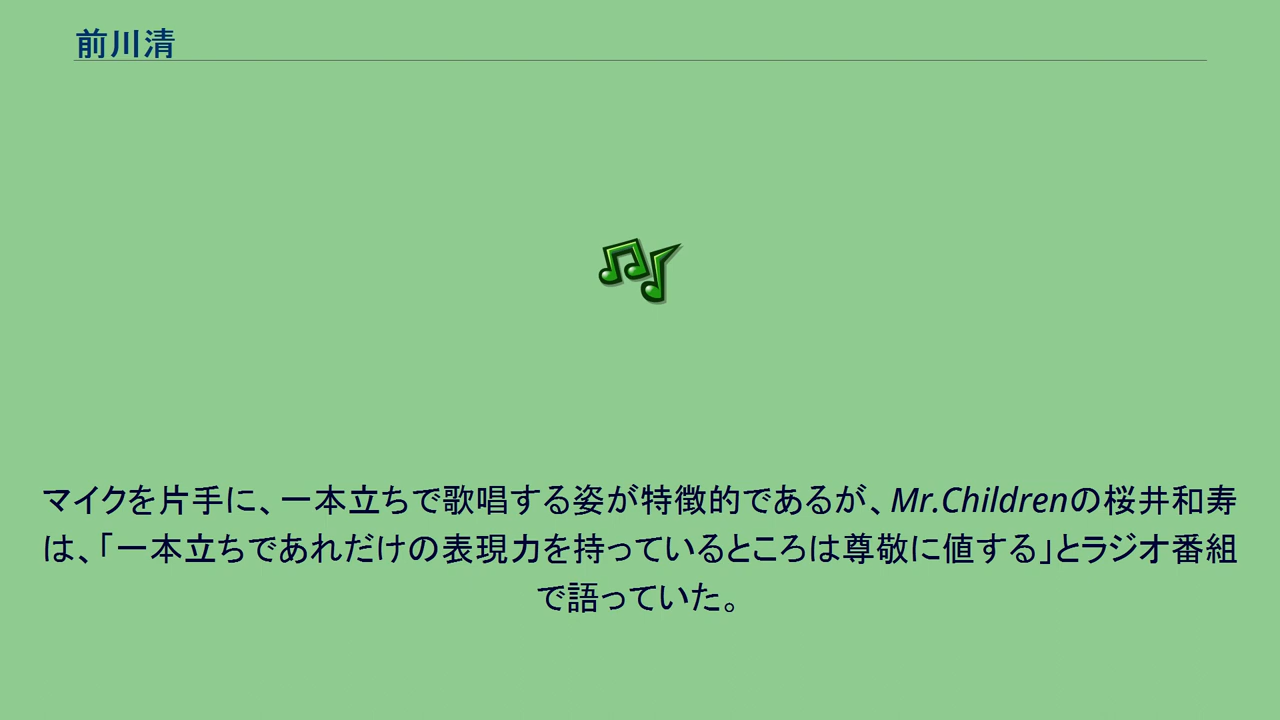 前川清
マイクを片手に、一本立ちで歌唱する姿が特徴的であるが、Mr.Childrenの桜井和寿
は、「一本立ちであれだけの表現力を持っているところは尊敬に値する」とラジオ番組
で語っていた。